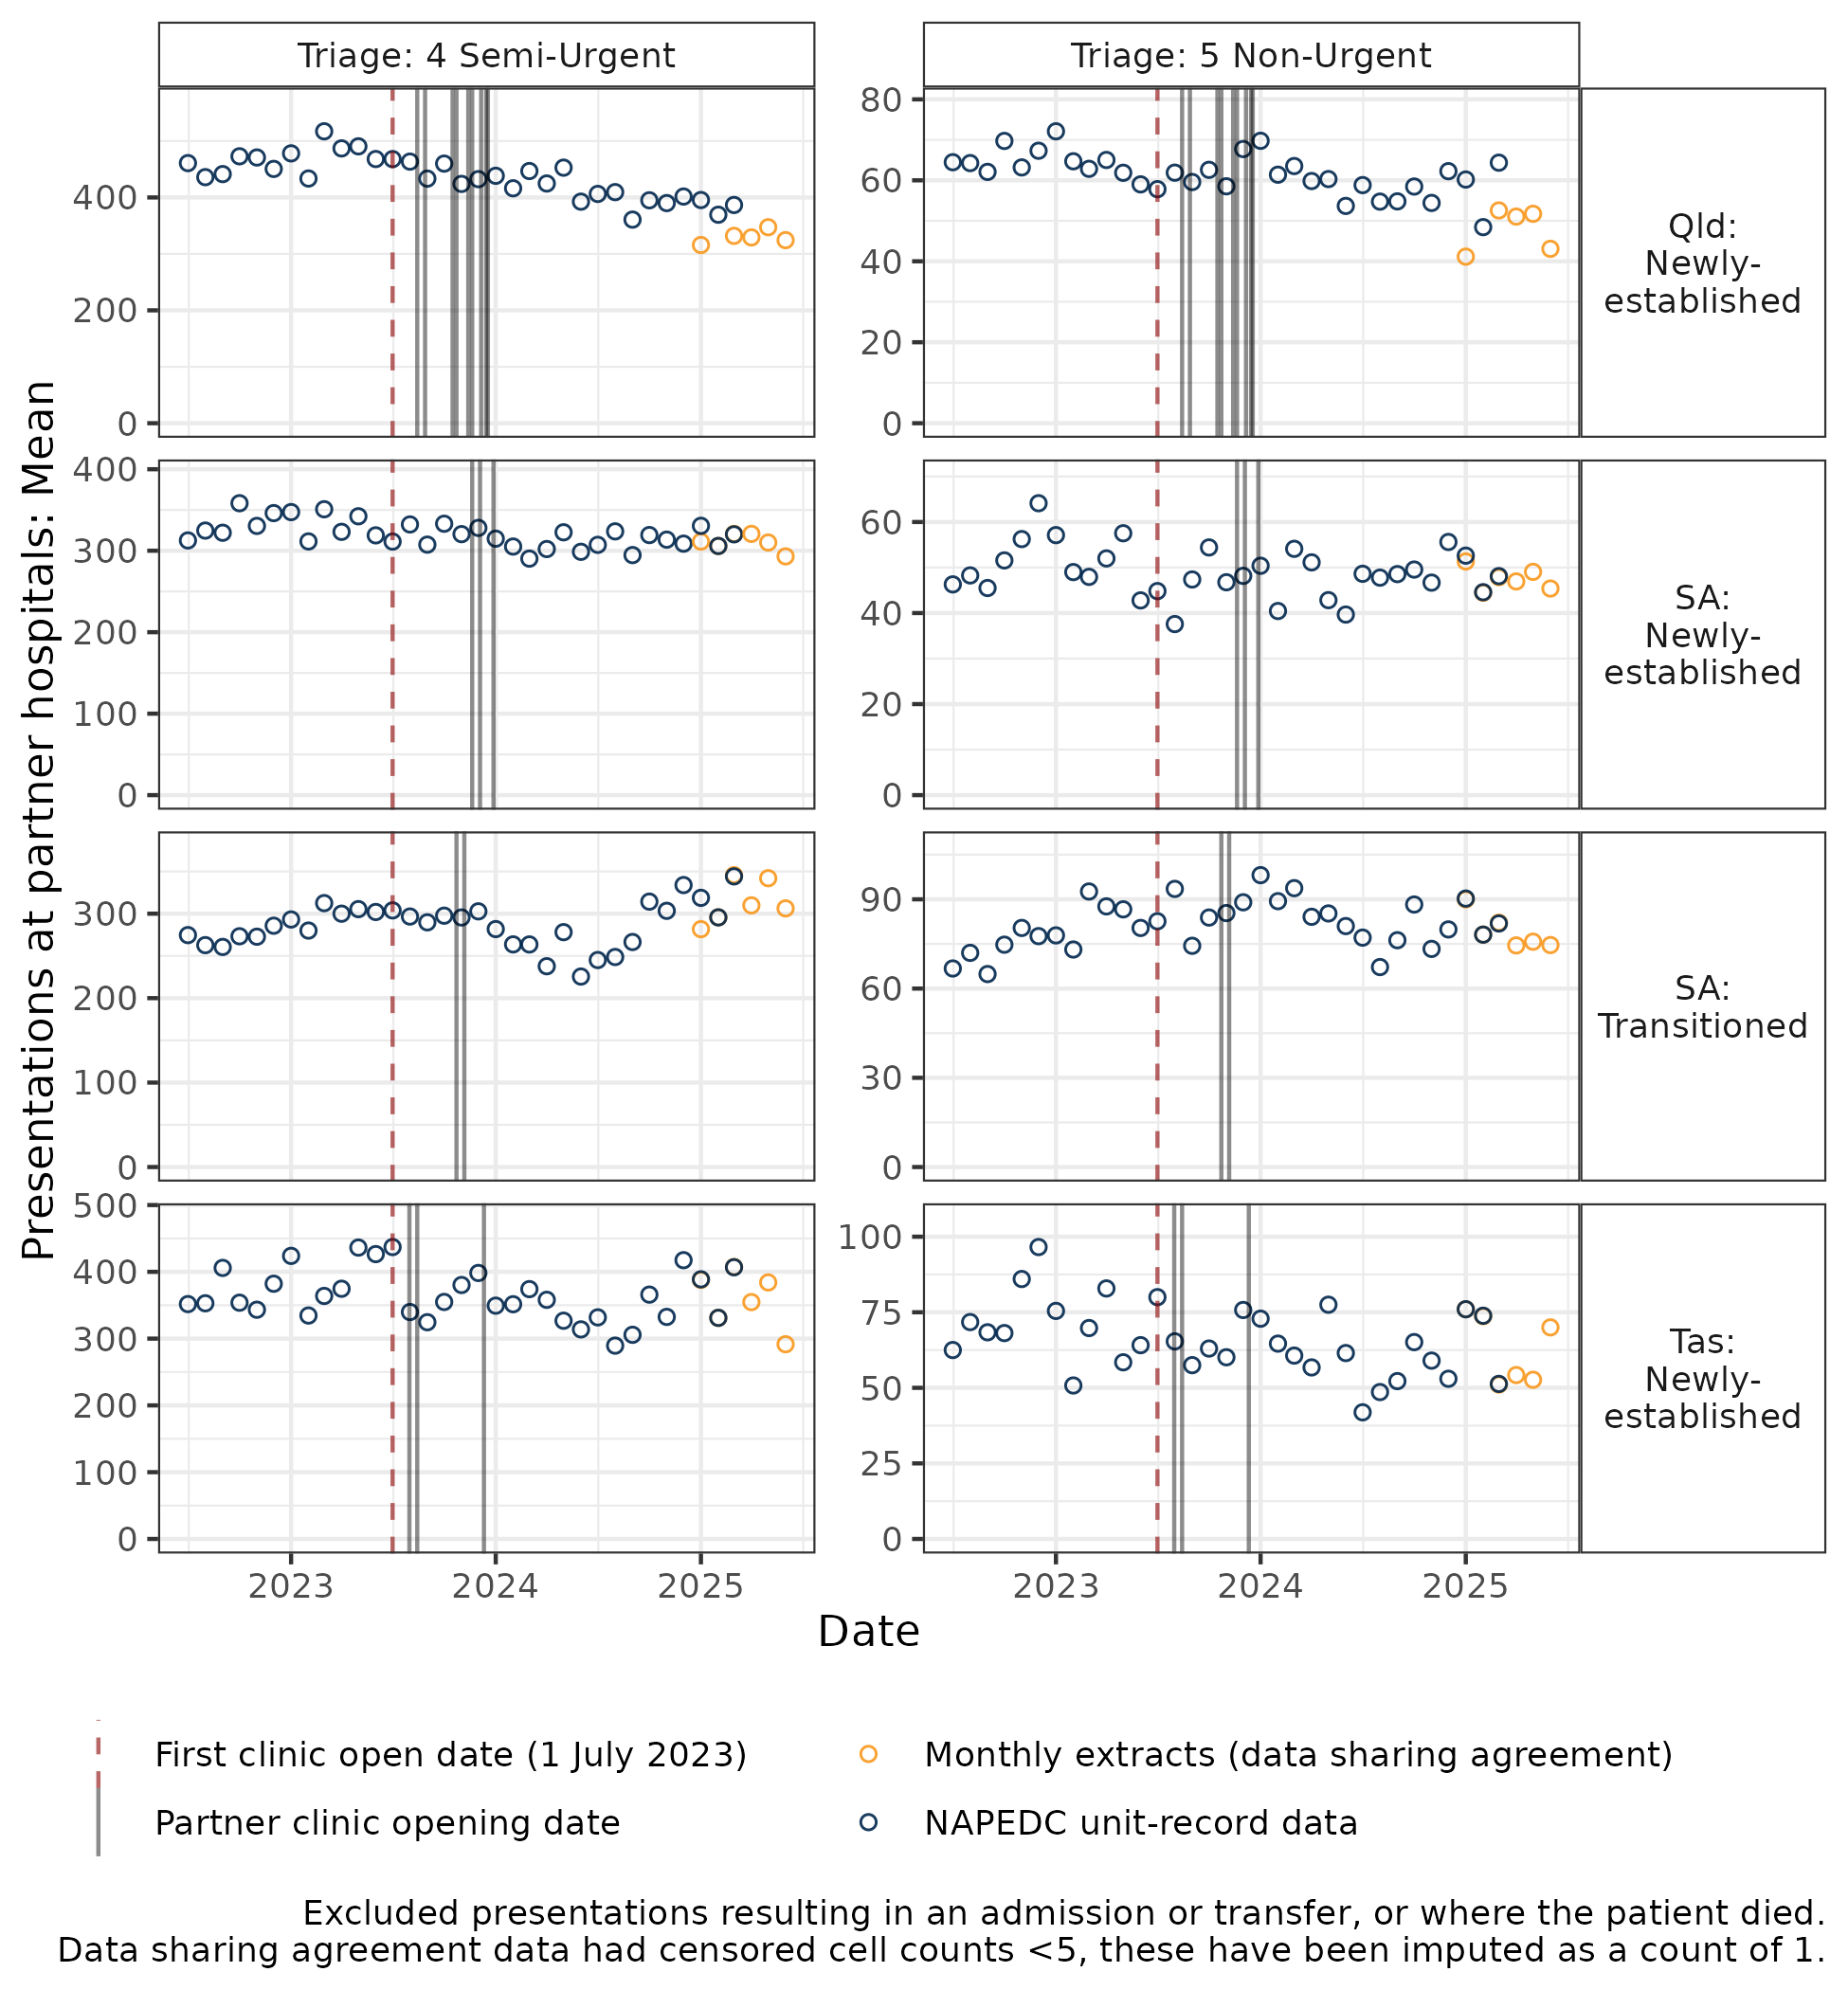 Triage: 4 Semi-Urgent
Triage: 5 Non-Urgent
Presentations at partner hospitals: Mean
400
200
0
80
60
40
20
0
Qld:
Newly-
established
400
300
200
100
0
60
40
20
0
SA:
Newly-
established
300
200
100
0
90
60
30
0
SA:
Transitioned
500
400
300
200
100
0
100
75
50
25
0
Tas:
Newly-
established
2023
2024
2025
2023
2024
2025
Date
First clinic open date (1 July 2023)
Partner clinic opening date
Monthly extracts (data sharing agreement)
NAPEDC unit-record data
Excluded presentations resulting in an admission or transfer, or where the patient died.
Data sharing agreement data had censored cell counts <5, these have been imputed as a count of 1.